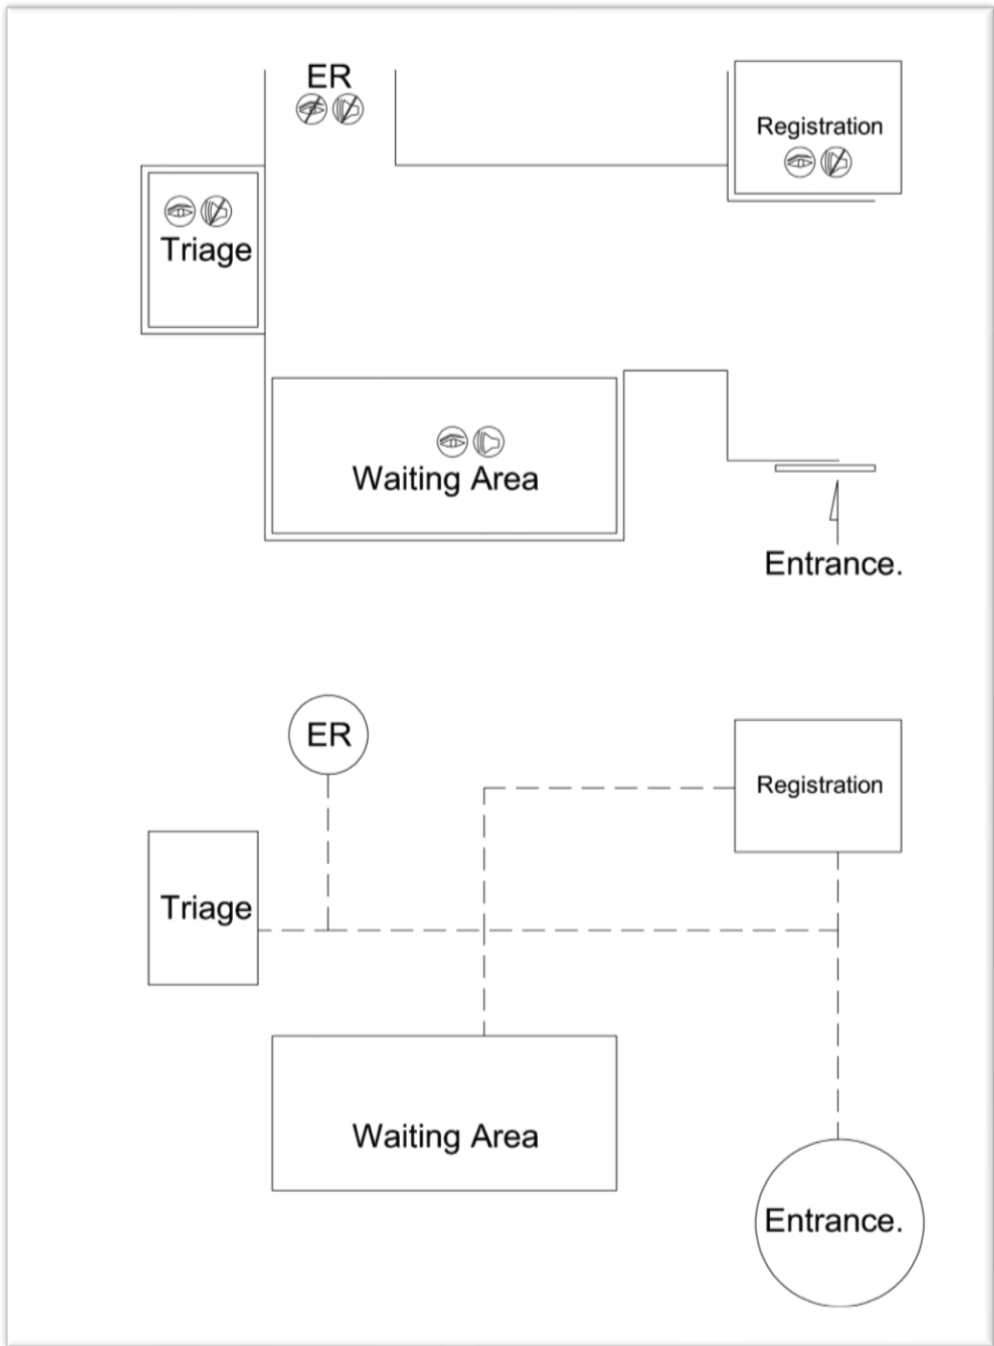 ER
Registration
Triage
Waiting Area
Entrance.
ER
Registration
Triage
Waiting Area
Entrance.